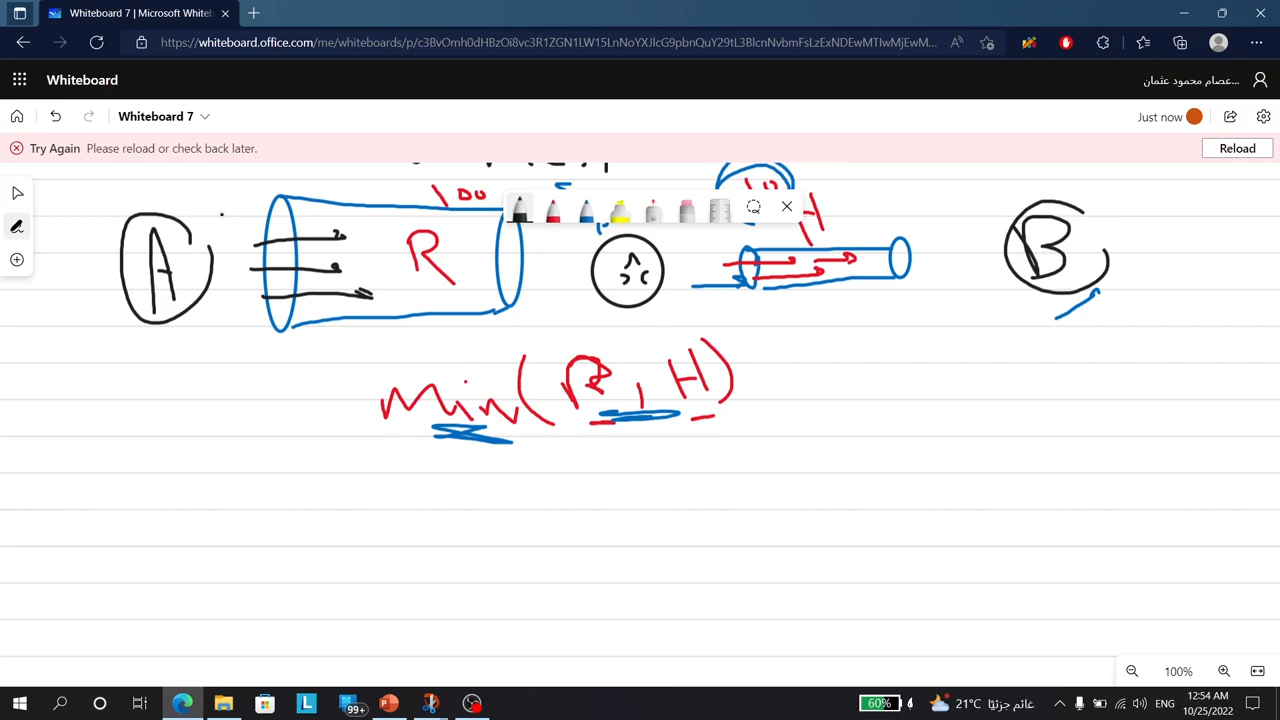 Whiteboard 7 | Microsoft Whiteb
https://whiteboard.office.com/me/whiteboards/p/c3BvOmh0dHBzOi8vc3R1ZGN1LW15LnNoYXJlcG9pbnQuY29tL3BlcnNvbmFsLzExNDEwMTIwMjEwM...
Whiteboard
عصام محمود عثمان...
Whiteboard 7
Just now
Try Again Please reload or check back later.
Reload
100
10
A
R
H
B
Min(R, H)
100%
99+
60%
21°C غائم جزئيًا
12:54 AM
10/25/2022